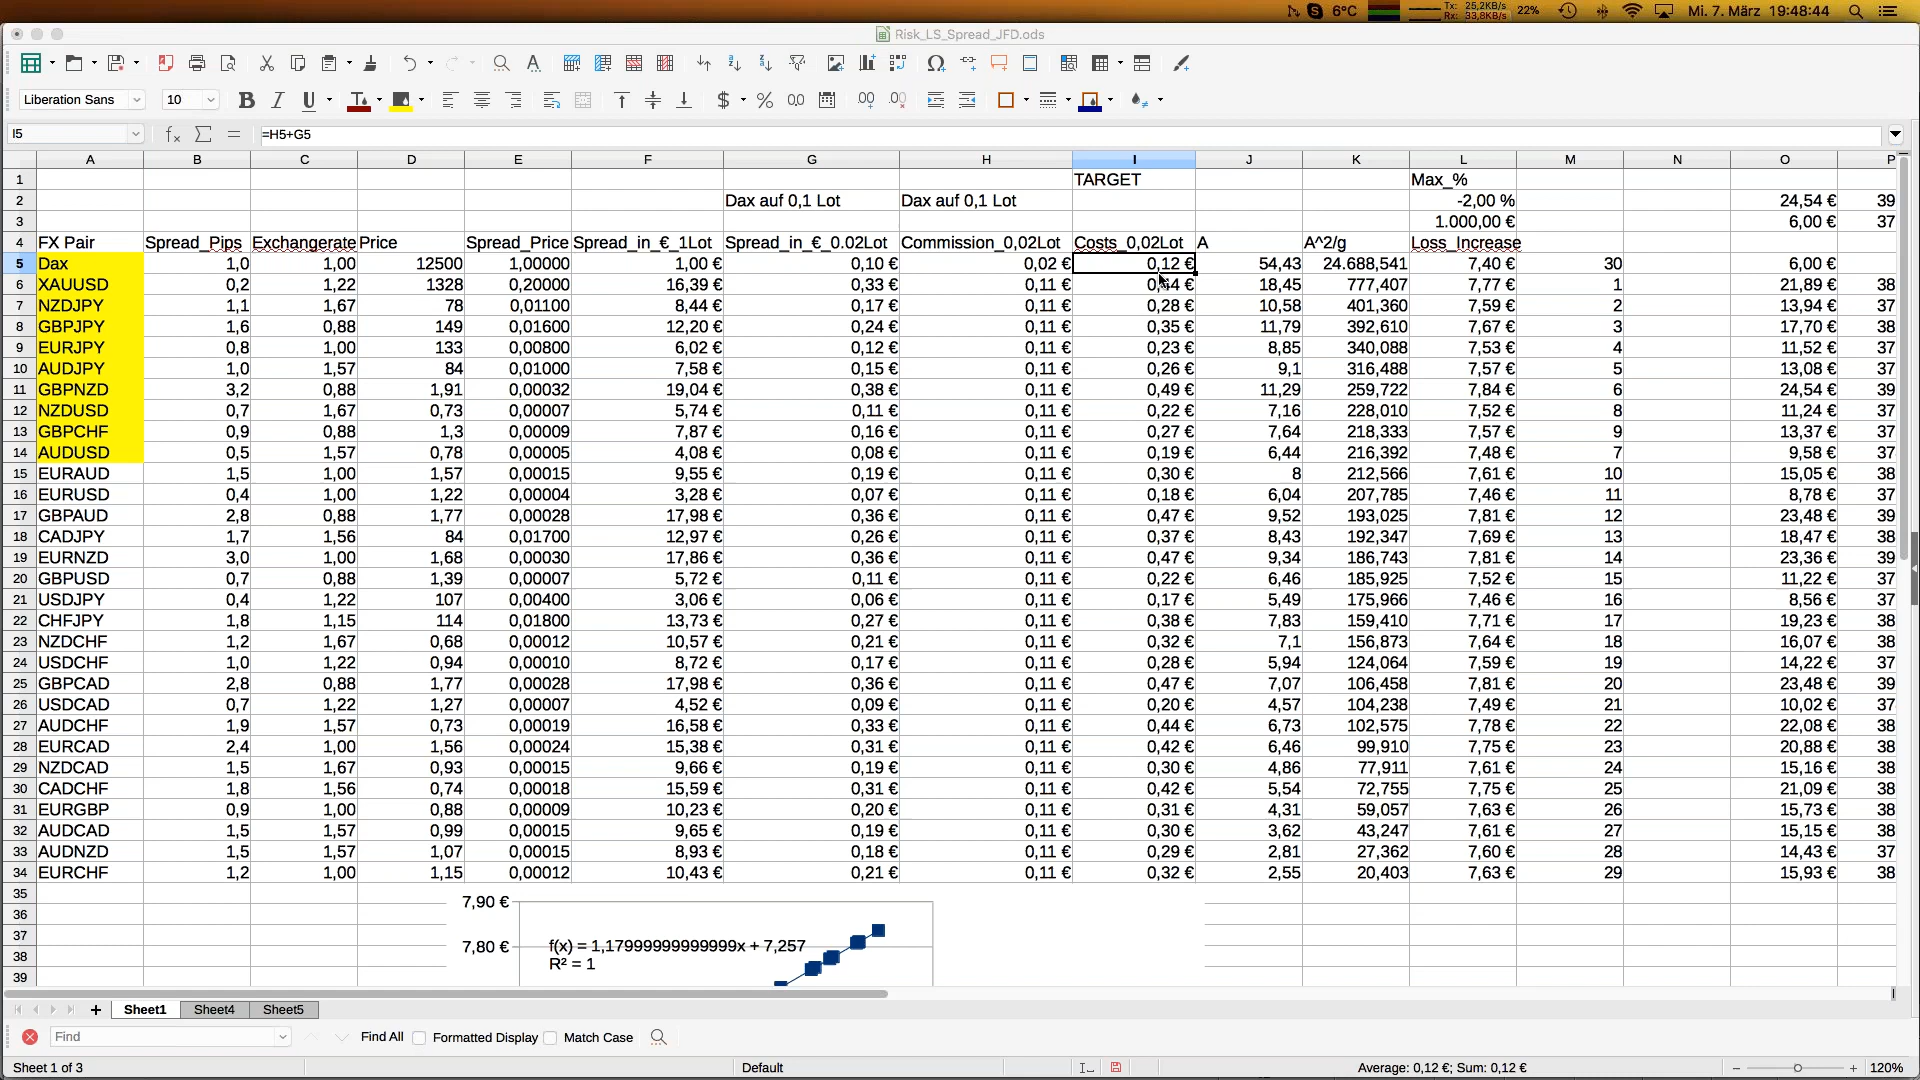 6°C Tx: 25,2KB/s Rx: 33,8KB/s 22% Mi. 7. März 19:48:44
Risk_LS_Spread_JFD.ods
Liberation Sans 10
I5 =H5+G5
A B C D E F G H I J K L M N O P
1 TARGET Max_%
2 Dax auf 0,1 Lot Dax auf 0,1 Lot -2,00 % 24,54 € 39
3 1.000,00 € 6,00 € 37
4 FX Pair Spread_Pips Exchangerate Price Spread_Price Spread_in_€_1Lot Spread_in_€_0.02Lot Commission_0,02Lot Costs_0,02Lot A A^2/g Loss_Increase
5 Dax 1,0 1,00 12500 1,00000 1,00 € 0,10 € 0,02 € 0,12 € 54,43 24.688,541 7,40 € 30 6,00 €
6 XAUUSD 0,2 1,22 1328 0,20000 16,39 € 0,33 € 0,11 € 0,44 € 18,45 777,407 7,77 € 1 21,89 € 38
7 NZDJPY 1,1 1,67 78 0,01100 8,44 € 0,17 € 0,11 € 0,28 € 10,58 401,360 7,59 € 2 13,94 € 37
8 GBPJPY 1,6 0,88 149 0,01600 12,20 € 0,24 € 0,11 € 0,35 € 11,79 392,610 7,67 € 3 17,70 € 38
9 EURJPY 0,8 1,00 133 0,00800 6,02 € 0,12 € 0,11 € 0,23 € 8,85 340,088 7,53 € 4 11,52 € 37
10 AUDJPY 1,0 1,57 84 0,01000 7,58 € 0,15 € 0,11 € 0,26 € 9,1 316,488 7,57 € 5 13,08 € 37
11 GBPNZD 3,2 0,88 1,91 0,00032 19,04 € 0,38 € 0,11 € 0,49 € 11,29 259,722 7,84 € 6 24,54 € 39
12 NZDUSD 0,7 1,67 0,73 0,00007 5,74 € 0,11 € 0,11 € 0,22 € 7,16 228,010 7,52 € 8 11,24 € 37
13 GBPCHF 0,9 0,88 1,3 0,00009 7,87 € 0,16 € 0,11 € 0,27 € 7,64 218,333 7,57 € 9 13,37 € 37
14 AUDUSD 0,5 1,57 0,78 0,00005 4,08 € 0,08 € 0,11 € 0,19 € 6,44 216,392 7,48 € 7 9,58 € 37
15 EURAUD 1,5 1,00 1,57 0,00015 9,55 € 0,19 € 0,11 € 0,30 € 8 212,566 7,61 € 10 15,05 € 38
16 EURUSD 0,4 1,00 1,22 0,00004 3,28 € 0,07 € 0,11 € 0,18 € 6,04 207,785 7,46 € 11 8,78 € 37
17 GBPAUD 2,8 0,88 1,77 0,00028 17,98 € 0,36 € 0,11 € 0,47 € 9,52 193,025 7,81 € 12 23,48 € 39
18 CADJPY 1,7 1,56 84 0,01700 12,97 € 0,26 € 0,11 € 0,37 € 8,43 192,347 7,69 € 13 18,47 € 38
19 EURNZD 3,0 1,00 1,68 0,00030 17,86 € 0,36 € 0,11 € 0,47 € 9,34 186,743 7,81 € 14 23,36 € 39
20 GBPUSD 0,7 0,88 1,39 0,00007 5,72 € 0,11 € 0,11 € 0,22 € 6,46 185,925 7,52 € 15 11,22 € 37
21 USDJPY 0,4 1,22 107 0,00400 3,06 € 0,06 € 0,11 € 0,17 € 5,49 175,966 7,46 € 16 8,56 € 37
22 CHFJPY 1,8 1,15 114 0,01800 13,73 € 0,27 € 0,11 € 0,38 € 7,83 159,410 7,71 € 17 19,23 € 38
23 NZDCHF 1,2 1,67 0,68 0,00012 10,57 € 0,21 € 0,11 € 0,32 € 7,1 156,873 7,64 € 18 16,07 € 38
24 USDCHF 1,0 1,22 0,94 0,00010 8,72 € 0,17 € 0,11 € 0,28 € 5,94 124,064 7,59 € 19 14,22 € 37
25 GBPCAD 2,8 0,88 1,77 0,00028 17,98 € 0,36 € 0,11 € 0,47 € 7,07 106,458 7,81 € 20 23,48 € 39
26 USDCAD 0,7 1,22 1,27 0,00007 4,52 € 0,09 € 0,11 € 0,20 € 4,57 104,238 7,49 € 21 10,02 € 37
27 AUDCHF 1,9 1,57 0,73 0,00019 16,58 € 0,33 € 0,11 € 0,44 € 6,73 102,575 7,78 € 22 22,08 € 38
28 EURCAD 2,4 1,00 1,56 0,00024 15,38 € 0,31 € 0,11 € 0,42 € 6,46 99,910 7,75 € 23 20,88 € 38
29 NZDCAD 1,5 1,67 0,93 0,00015 9,66 € 0,19 € 0,11 € 0,30 € 4,86 77,911 7,61 € 24 15,16 € 38
30 CADCHF 1,8 1,56 0,74 0,00018 15,59 € 0,31 € 0,11 € 0,42 € 5,54 72,755 7,75 € 25 21,09 € 38
31 EURGBP 0,9 1,00 0,88 0,00009 10,23 € 0,20 € 0,11 € 0,31 € 4,31 59,057 7,63 € 26 15,73 € 38
32 AUDCAD 1,5 1,57 0,99 0,00015 9,65 € 0,19 € 0,11 € 0,30 € 3,62 43,247 7,61 € 27 15,15 € 38
33 AUDNZD 1,5 1,57 1,07 0,00015 8,93 € 0,18 € 0,11 € 0,29 € 2,81 27,362 7,60 € 28 14,43 € 37
34 EURCHF 1,2 1,00 1,15 0,00012 10,43 € 0,21 € 0,11 € 0,32 € 2,55 20,403 7,63 € 29 15,93 € 38
35
36 7,90 €
37
38 7,80 € f(x) = 1,17999999999999x + 7,257
R² = 1
39
Sheet1 Sheet4 Sheet5
Find Find All Formatted Display Match Case
Sheet 1 of 3 Default Average: 0,12 €; Sum: 0,12 € 120%